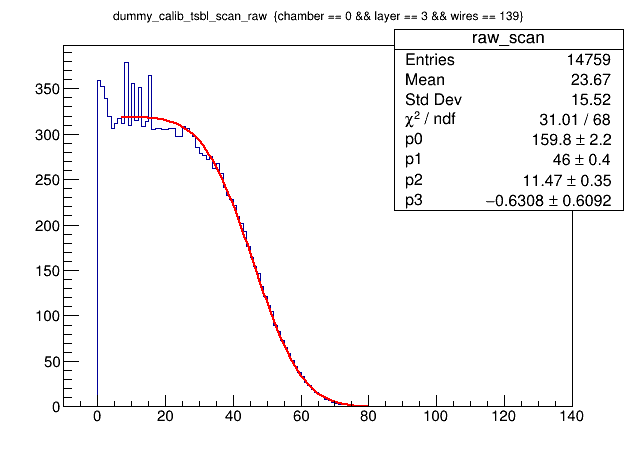 dummy_calib_tsbl_scan_raw {chamber == 0 && layer == 3 && wires == 139}
raw_scan
Entries 14759
Mean 23.67
Std Dev 15.52
χ² / ndf 31.01 / 68
p0 159.8 ± 2.2
p1 46 ± 0.4
p2 11.47 ± 0.35
p3 −0.6308 ± 0.6092
350
300
250
200
150
100
50
0
0 20 40 60 80 100 120 140